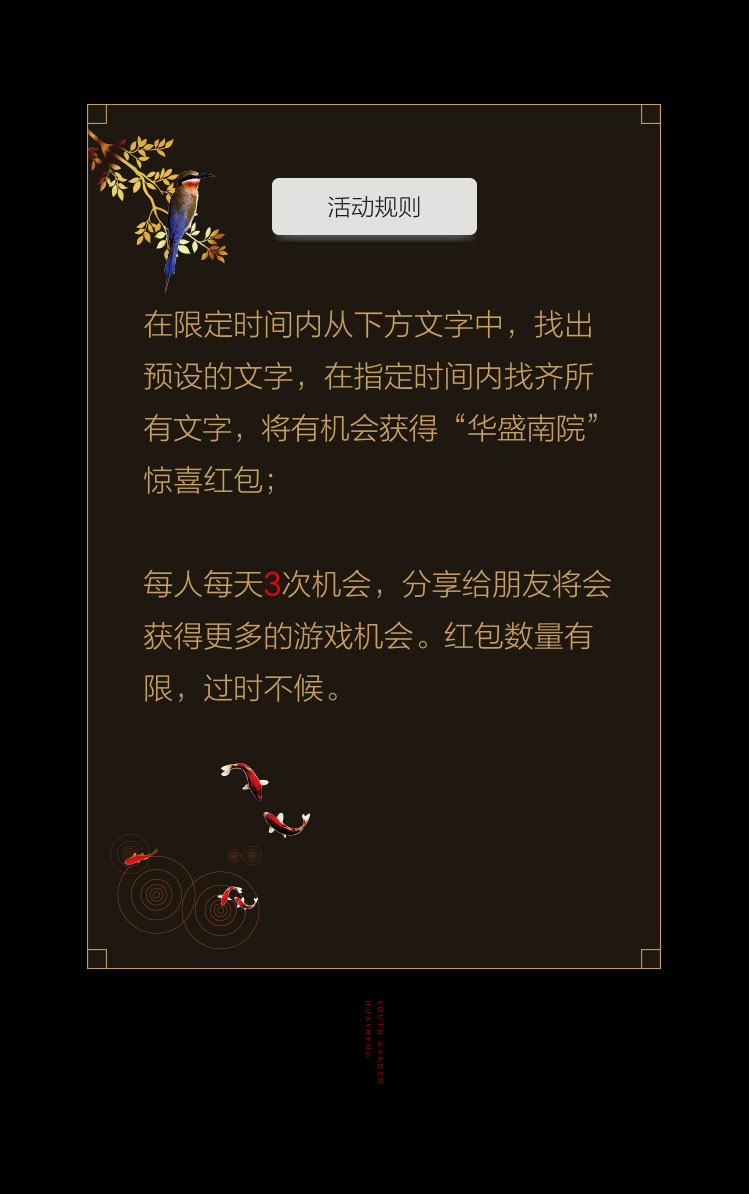 活动规则
在限定时间内从下方文字中，找出
预设的文字，在指定时间内找齐所
有文字，将有机会获得“华盛南院”
惊喜红包；
每人每天3次机会，分享给朋友将会
获得更多的游戏机会。红包数量有
限，过时不候。
SOUTH GARDEN
HUASHENG